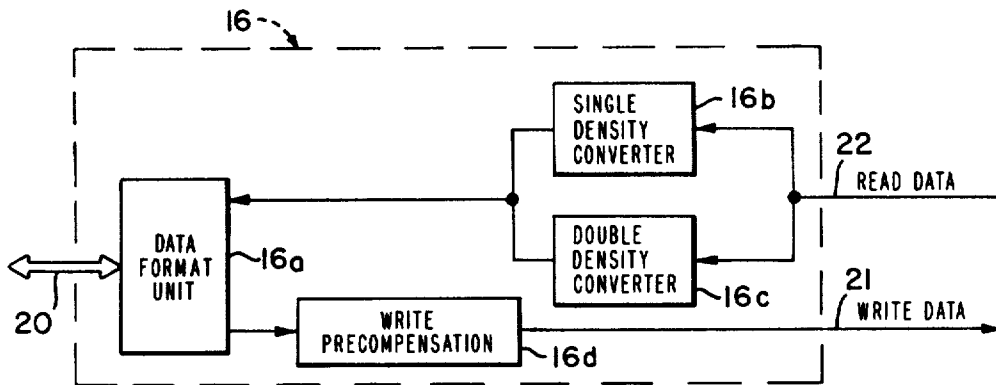 16
SINGLE
DENSITY
CONVERTER
16b
22
READ DATA
DATA
FORMAT
UNIT
16a
DOUBLE
DENSITY
CONVERTER
16c
20
WRITE
PRECOMPENSATION
16d
21
WRITE DATA